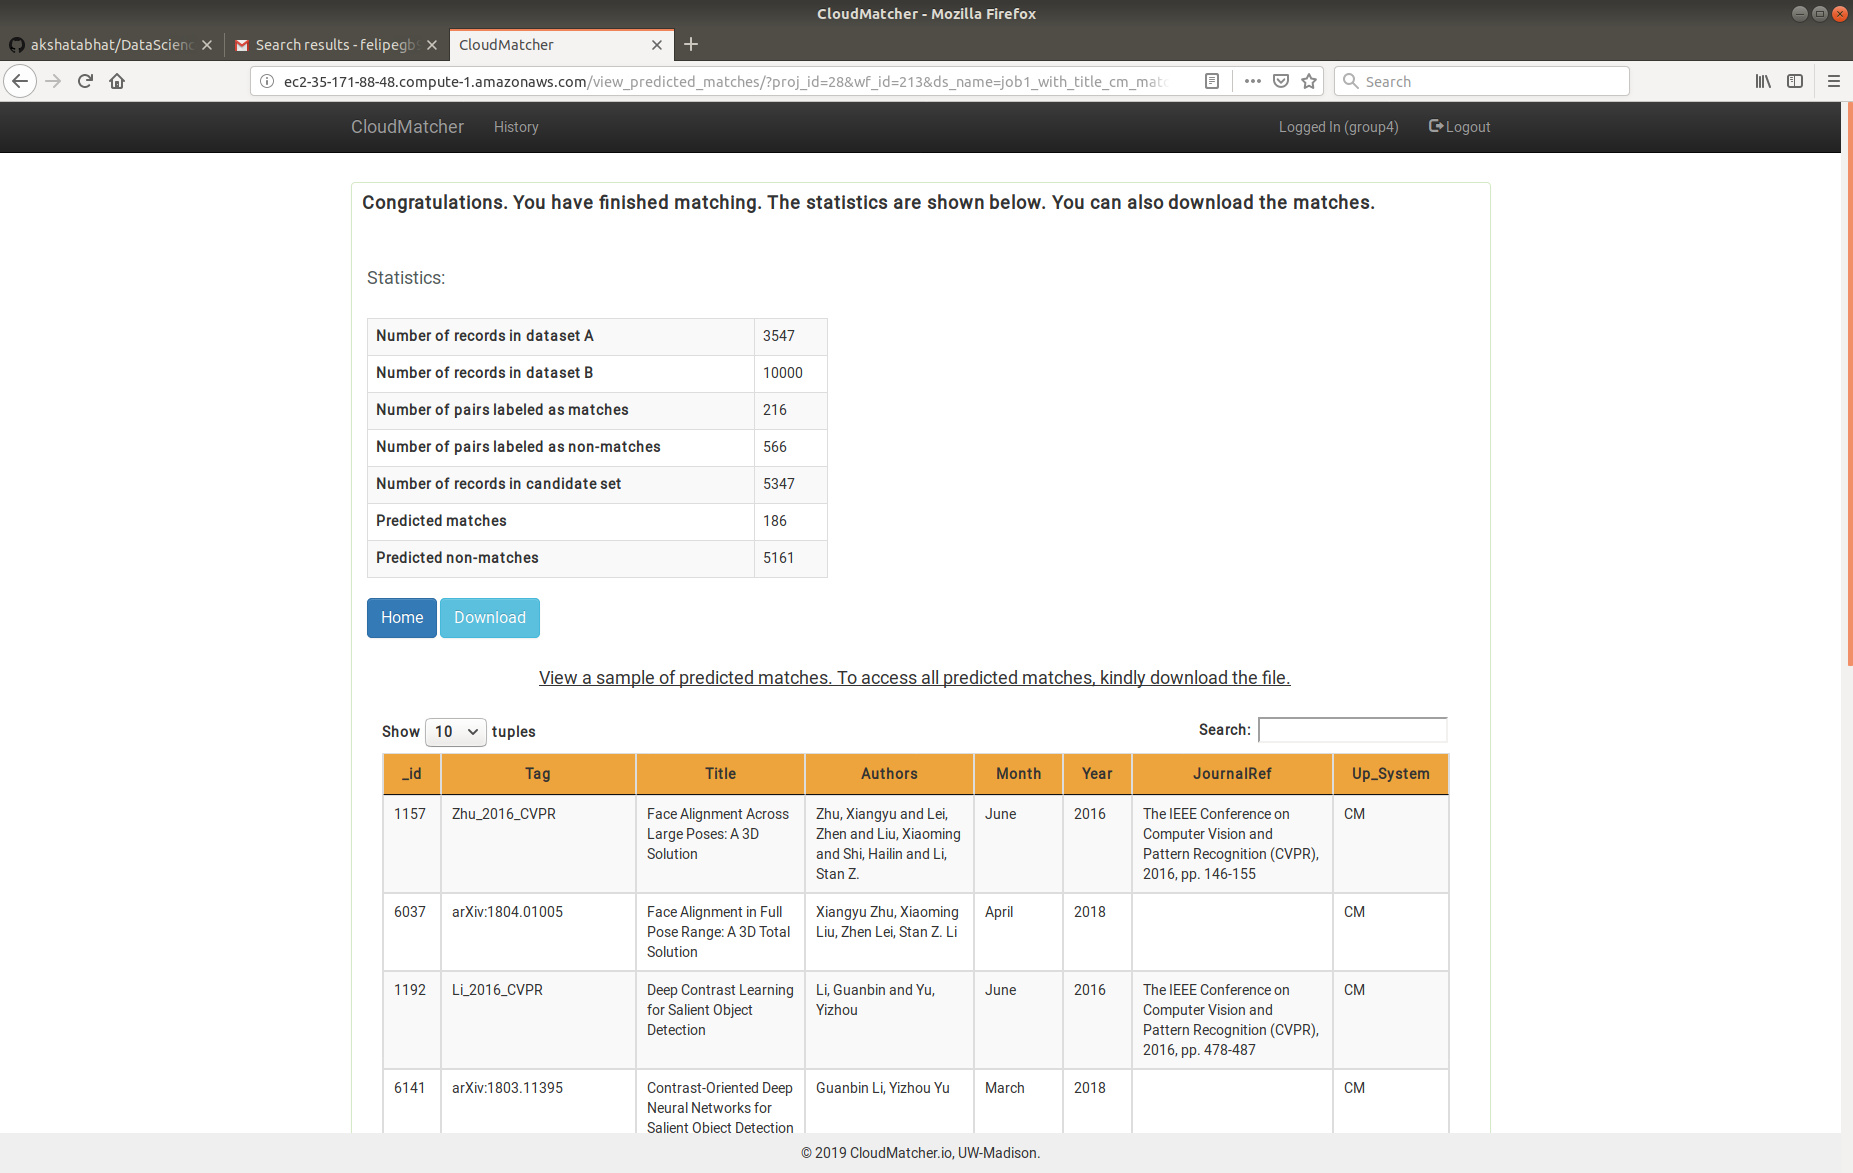 CloudMatcher - Mozilla Firefox
akshatabhat/DataScienc
Search results - felipegb
CloudMatcher
ec2-35-171-88-48.compute-1.amazonaws.com/view_predicted_matches/?proj_id=28&wf_id=213&ds_name=job1_with_title_cm_matc
Search
CloudMatcher History Logged In (group4) Logout
Congratulations. You have finished matching. The statistics are shown below. You can also download the matches.
Statistics:
Number of records in dataset A 3547
Number of records in dataset B 10000
Number of pairs labeled as matches 216
Number of pairs labeled as non-matches 566
Number of records in candidate set 5347
Predicted matches 186
Predicted non-matches 5161
Home Download
View a sample of predicted matches. To access all predicted matches, kindly download the file.
Show 10 tuples Search:
_id Tag Title Authors Month Year JournalRef Up_System
1157 Zhu_2016_CVPR Face Alignment Across Zhu, Xiangyu and Lei, June 2016 The IEEE Conference on CM
Large Poses: A 3D Zhen and Liu, Xiaoming Computer Vision and
Solution and Shi, Hailin and Li, Pattern Recognition (CVPR),
Stan Z. 2016, pp. 146-155
6037 arXiv:1804.01005 Face Alignment in Full Xiangyu Zhu, Xiaoming April 2018 CM
Pose Range: A 3D Total Liu, Zhen Lei, Stan Z. Li
Solution
1192 Li_2016_CVPR Deep Contrast Learning Li, Guanbin and Yu, June 2016 The IEEE Conference on CM
for Salient Object Yizhou Computer Vision and
Detection Pattern Recognition (CVPR),
2016, pp. 478-487
6141 arXiv:1803.11395 Contrast-Oriented Deep Guanbin Li, Yizhou Yu March 2018 CM
Neural Networks for
Salient Object Detection
© 2019 CloudMatcher.io, UW-Madison.